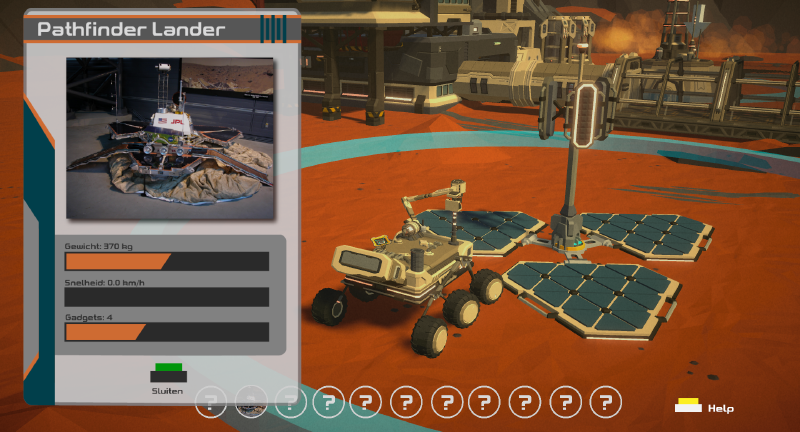 Pathfinder Lander
JPL
Gewicht: 370 kg
Snelheid: 0.0 km/h
Gadgets: 4
Sluiten
? ? ? ? ? ? ? ? ? ?
Help